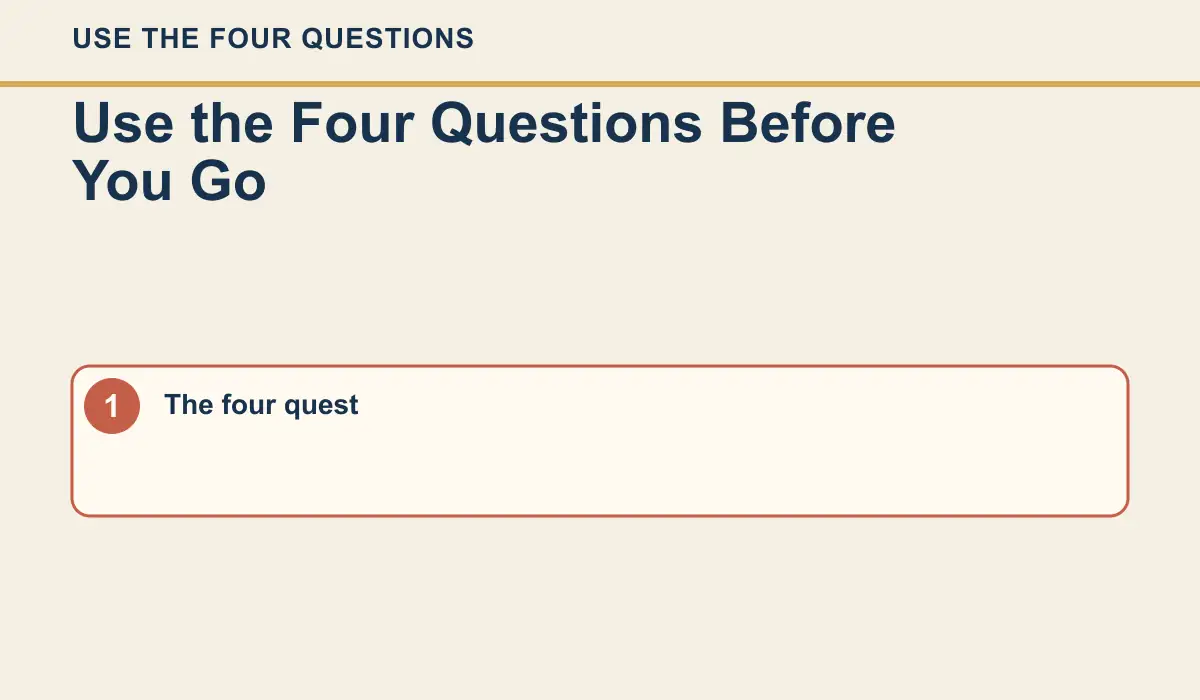 USE THE FOUR QUESTIONS
Use the Four Questions Before
You Go
1
The four quest